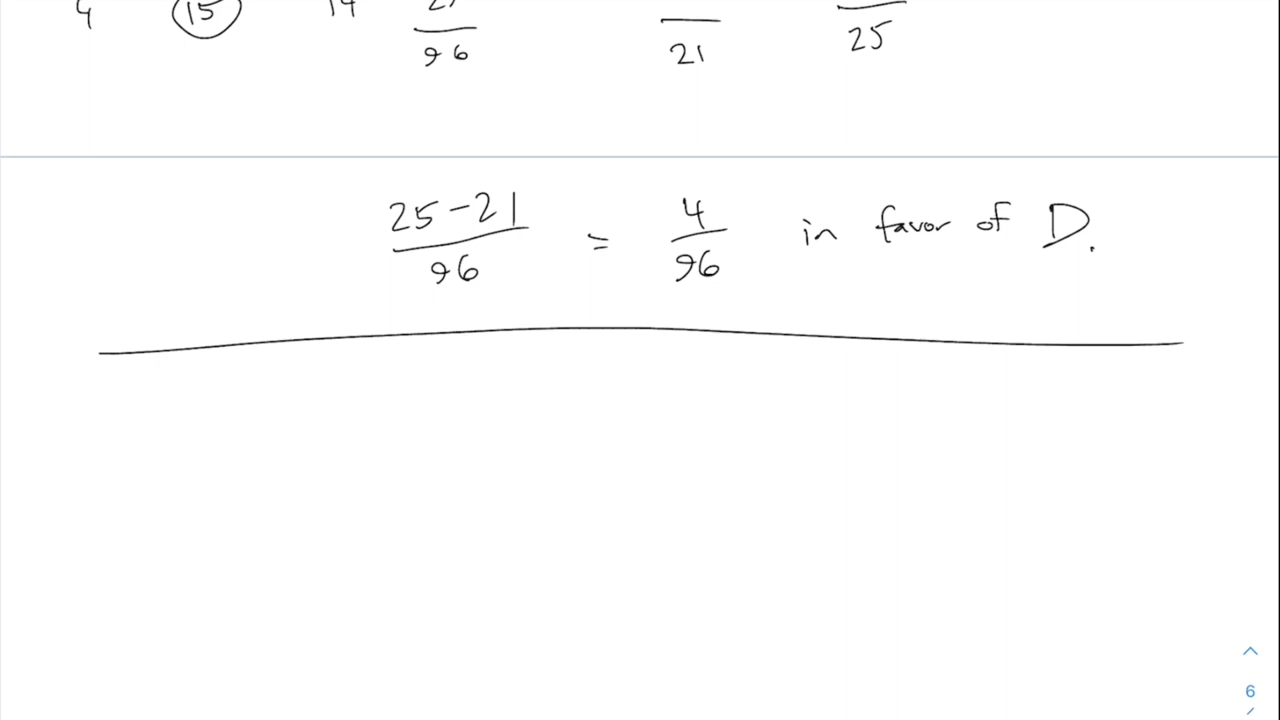 4 15 14
96 21 25
25-21 / 96 = 4 / 96 in favor of D.
6